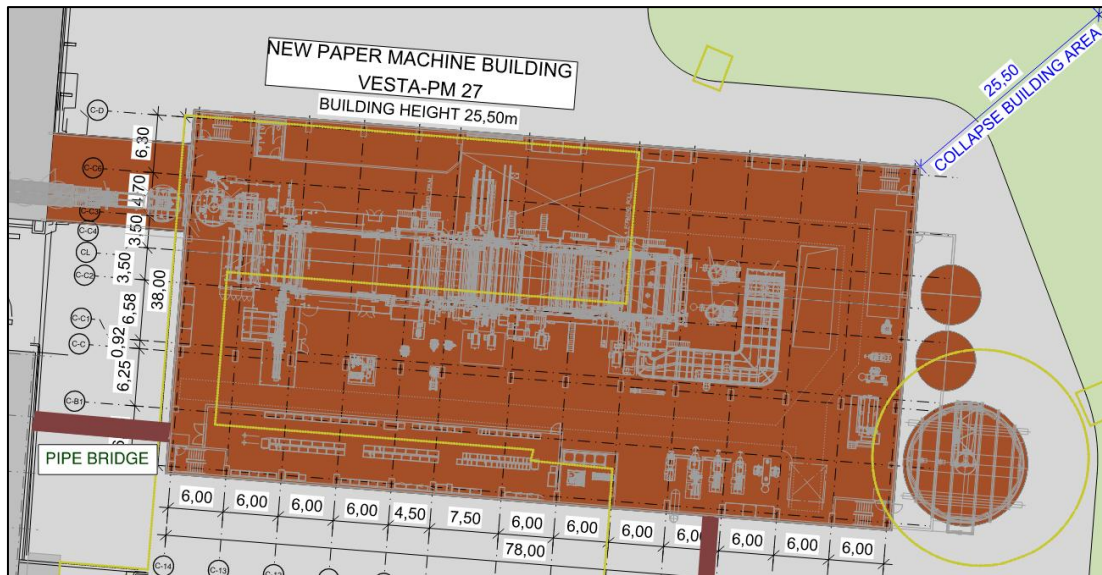 NEW PAPER MACHINE BUILDING
VESTA-PM 27
BUILDING HEIGHT 25,50m
25,50
COLLAPSE BUILDING AREA
C-D
C-C4
CL
C-C2
C-C1
C-C
C-B1
6,30
4,70
3,50
3,50
6,58
0,92
6,25
38,00
PIPE BRIDGE
6,00
6,00
6,00
6,00
4,50
7,50
6,00
6,00
6,00
6,00
6,00
6,00
78,00
C-14
C-13